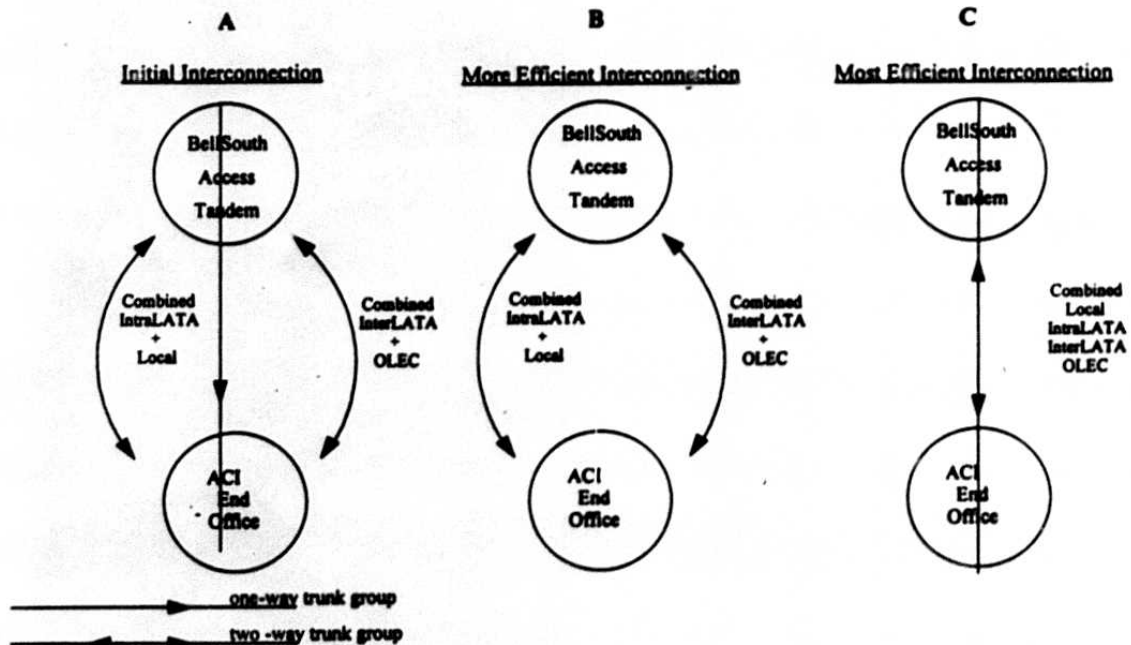 A
Initial Interconnection
BellSouth
Access
Tandem
Combined
IntraLATA
+
Local
Combined
InterLATA
+
OLEC
ACI
End
Office
B
More Efficient Interconnection
BellSouth
Access
Tandem
Combined
IntraLATA
+
Local
Combined
InterLATA
+
OLEC
ACI
End
Office
C
Most Efficient Interconnection
BellSouth
Access
Tandem
Combined
Local
IntraLATA
InterLATA
OLEC
ACI
End
Office
one-way trunk group
two -way trunk group